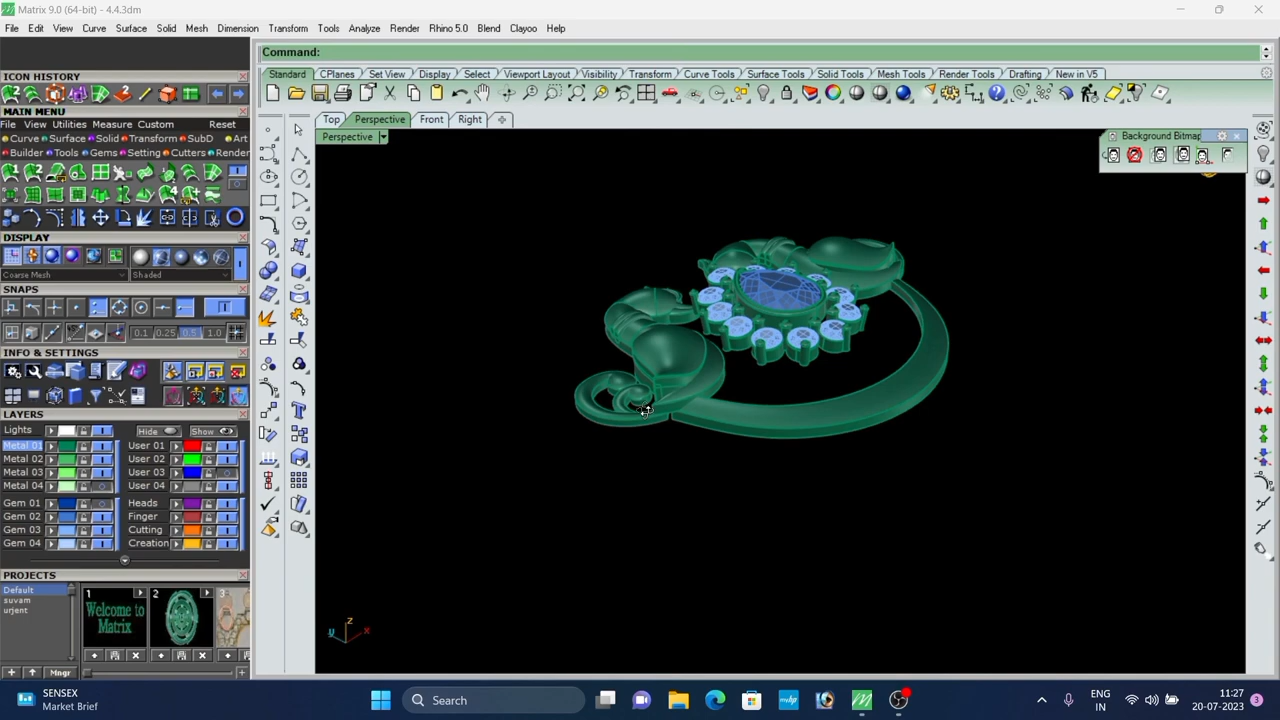 Matrix 9.0 (64-bit) - 4.4.3dm
File Edit View Curve Surface Solid Mesh Dimension Transform Tools Analyze Render Rhino 5.0 Blend Clayoo Help
Command:
Standard CPlanes Set View Display Select Viewport Layout Visibility Transform Curve Tools Surface Tools Solid Tools Mesh Tools Render Tools Drafting New in V5
Top Perspective Front Right
Perspective
Background Bitmap
ICON HISTORY
MAIN MENU
File View Utilities Measure Custom Reset
Curve Surface Solid Transform SubD Art
Builder Tools Gems Setting Cutters Render
DISPLAY
Coarse Mesh Shaded
SNAPS
0.1 0.25 0.5 1.0
INFO & SETTINGS
LAYERS
Lights Hide Show
Metal 01 User 01
Metal 02 User 02
Metal 03 User 03
Metal 04 User 04
Gem 01 Heads
Gem 02 Finger
Gem 03 Cutting
Gem 04 Creation
PROJECTS
Default
suvam
urjent
1 2 3
Welcome to
Matrix
Mngr
z
y x
SENSEX
Market Brief
Search
ENG
IN
11:27
20-07-2023
3